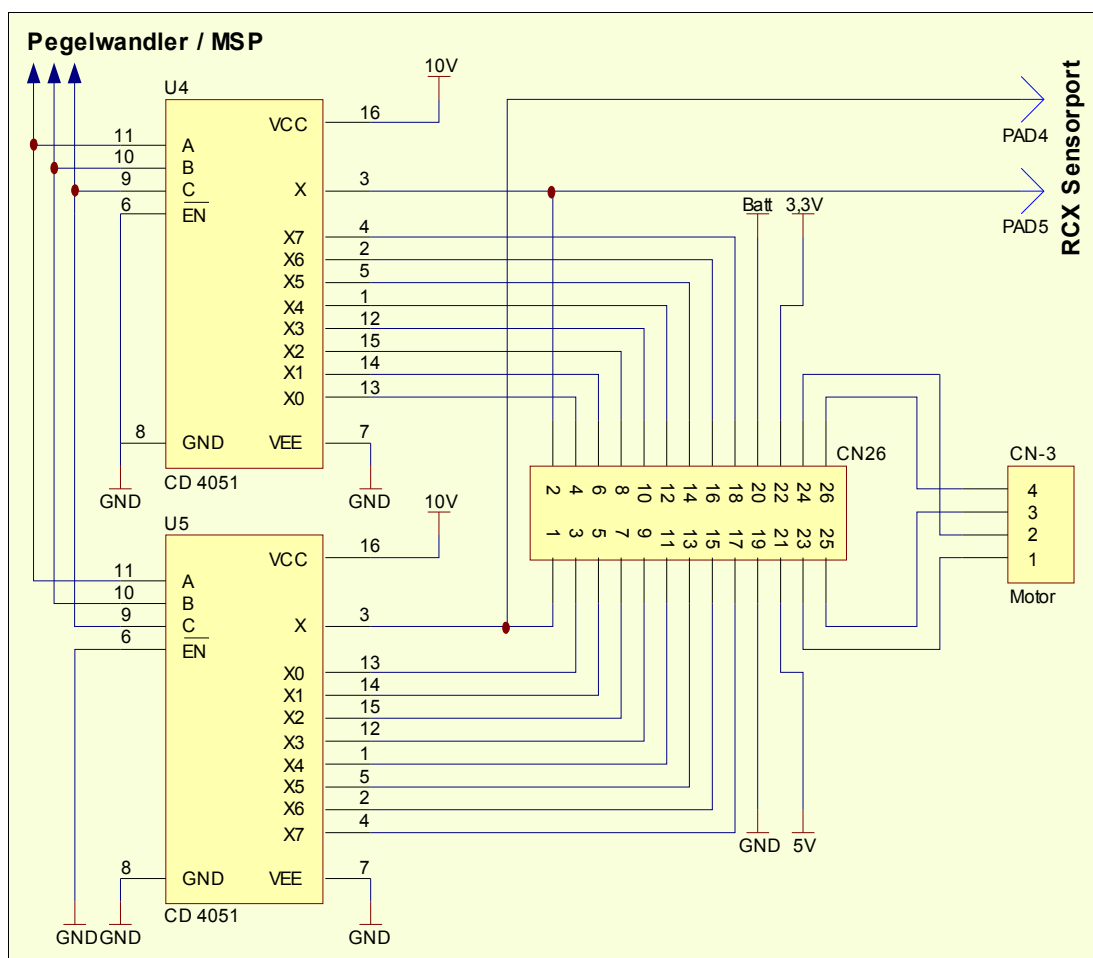 Pegelwandler / MSP
U4
10V
VCC
16
11
A
10
B
9
C
6
EN
X
3
PAD4
PAD5
RCX Sensorport
Batt
3,3V
X7
4
X6
2
X5
5
X4
1
X3
12
X2
15
X1
14
X0
13
8
GND
VEE
7
GND
CD 4051
GND
CN26
2 4 6 8 10 12 14 16 18 20 22 24 26
1 3 5 7 9 11 13 15 17 19 21 23 25
CN-3
4
3
2
1
Motor
U5
10V
VCC
16
11
A
10
B
9
C
6
EN
X
3
X0
13
X1
14
X2
15
X3
12
X4
1
X5
5
X6
2
X7
4
GND
5V
8
GND
VEE
7
CD 4051
GND
GND
GND